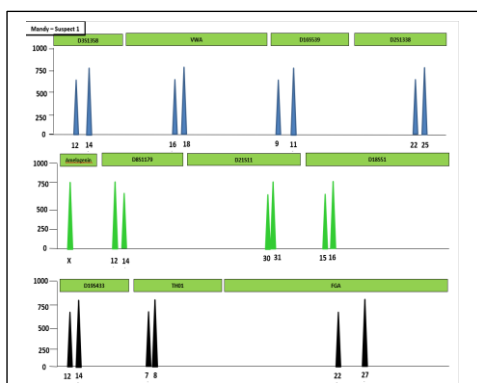 Mandy – Suspect 1
D3S1358 VWA D16S539 D2S1338
1000
750
500
250
0
12 14 16 18 9 11 22 25
Amelogenin D8S1179 D21S11 D18S51
1000
750
500
250
0
X 12 14 30 31 15 16
D19S433 TH01 FGA
1000
750
500
250
0
12 14 7 8 22 27